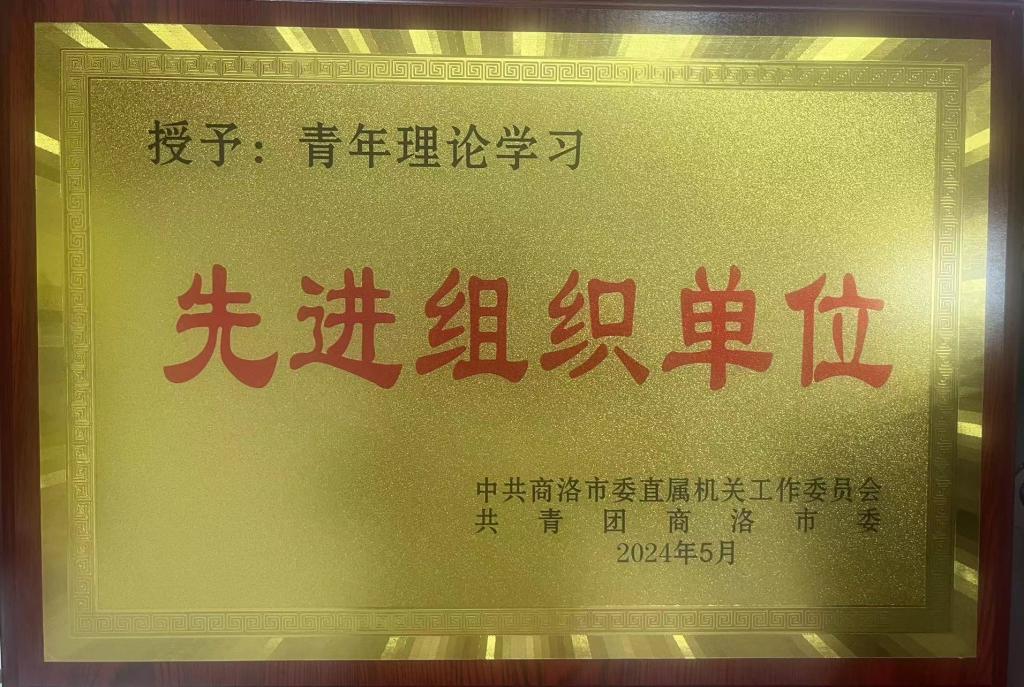 授予：青年理论学习
先进组织单位
中共商洛市委直属机关工作委员会
共青团商洛市委
2024年5月